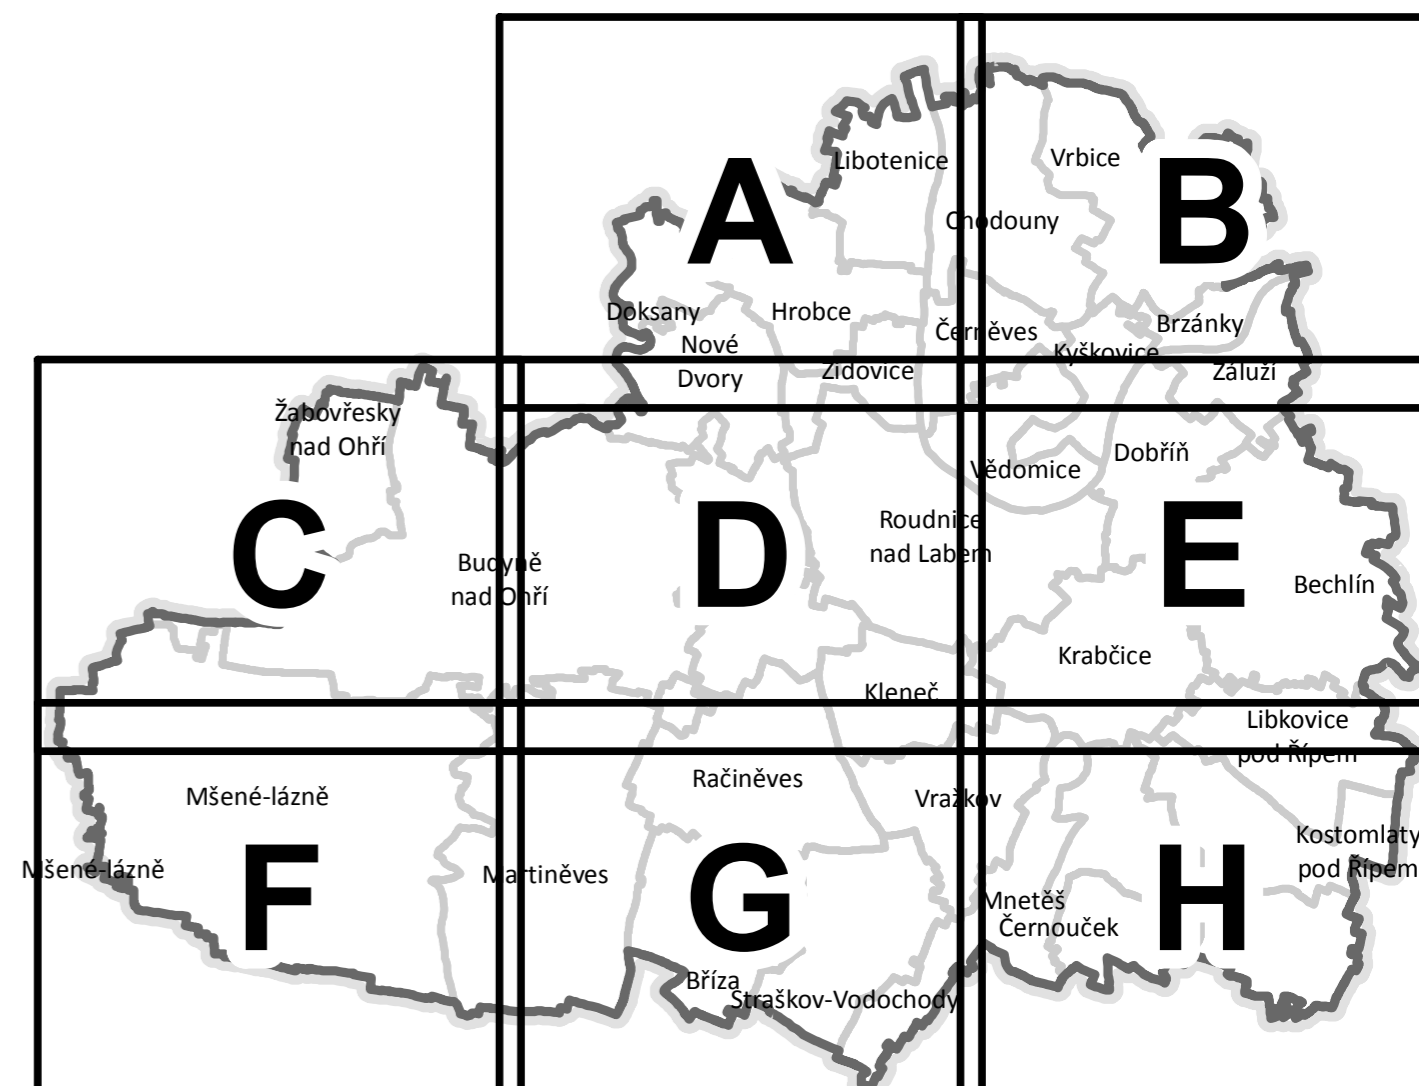 Libotenice
Vrbice
A
B
Chodouny
Doksany
Hrobce
Brzánky
Černěves
Nové
Dvory
Kyškovice
Židovice
Záluží
Žabovřesky
nad Ohří
Dobříň
Vědomice
C
D
E
Roudnice
nad Labem
Budyně
nad Ohří
Bechlín
Krabčice
Kleneč
Libkovice
pod Řípem
Račiněves
Mšené-lázně
Vražkov
Kostomlaty
pod Řípem
Mšené-lázně
F
Martiněves
G
H
Mnetěš
Černouček
Bříza
Straškov-Vodochody